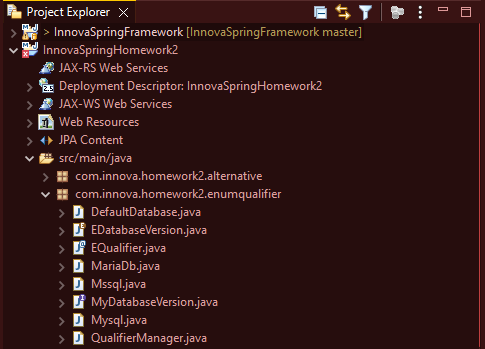 Project Explorer
> InnovaSpringFramework [InnovaSpringFramework master]
InnovaSpringHomework2
JAX-RS Web Services
Deployment Descriptor: InnovaSpringHomework2
JAX-WS Web Services
Web Resources
JPA Content
src/main/java
com.innova.homework2.alternative
com.innova.homework2.enumqualifier
DefaultDatabase.java
EDatabaseVersion.java
EQualifier.java
MariaDb.java
Mssql.java
MyDatabaseVersion.java
Mysql.java
QualifierManager.java